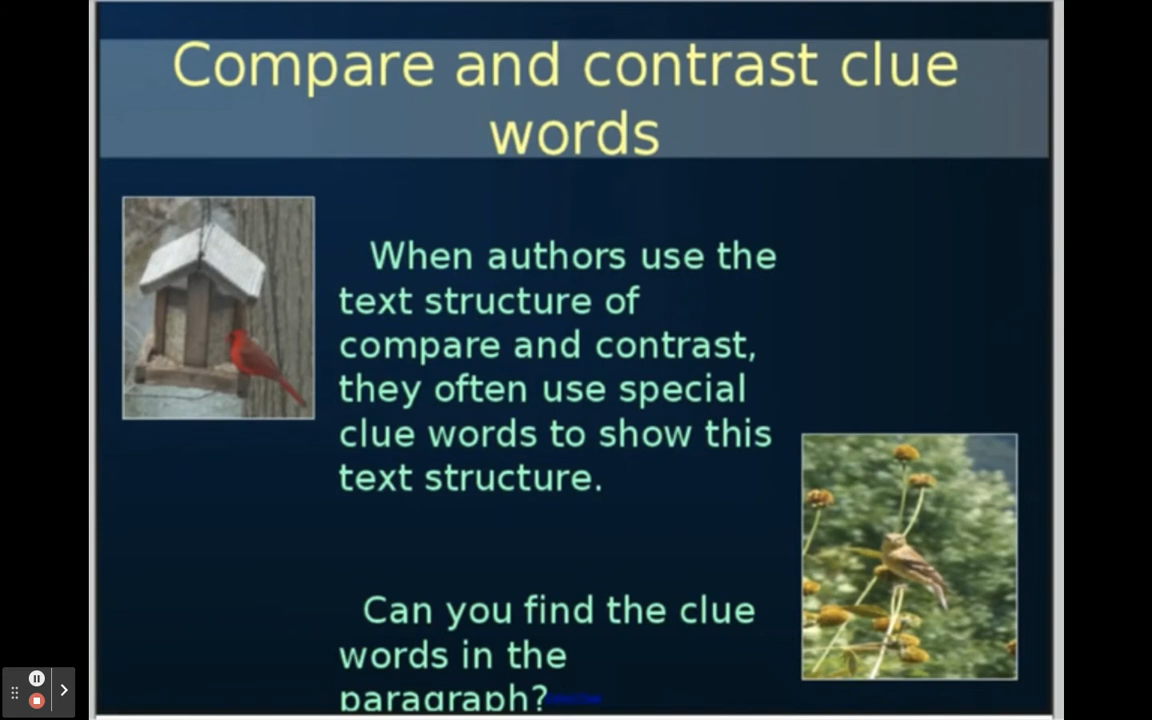 Compare and contrast clue
words
When authors use the
text structure of
compare and contrast,
they often use special
clue words to show this
text structure.
Can you find the clue
words in the
paragraph?